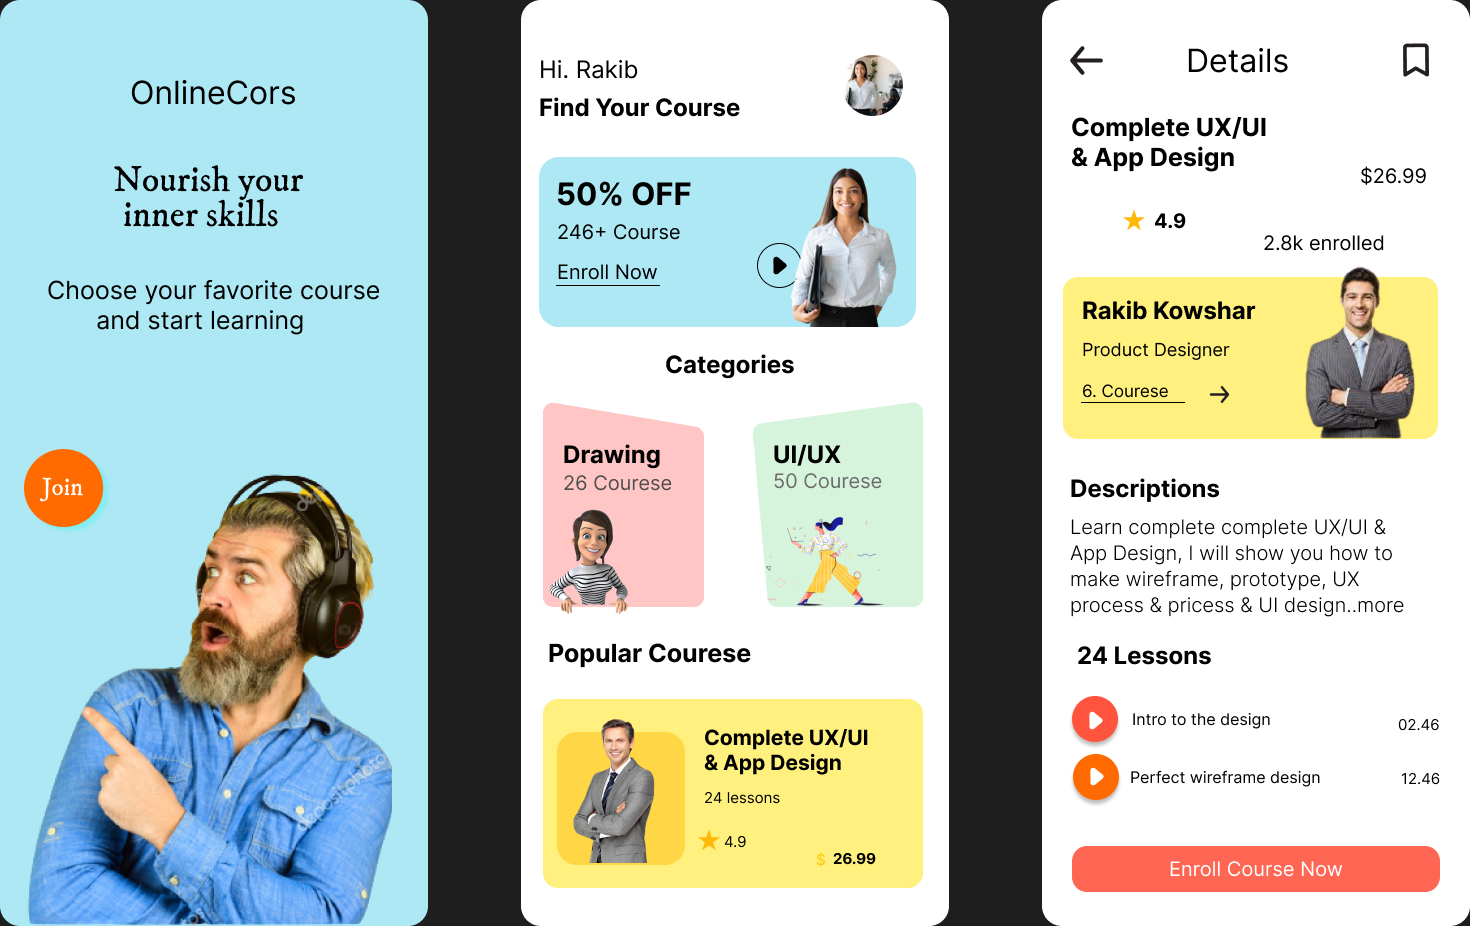 OnlineCors
Nourish your
inner skills
Choose your favorite course
and start learning
Join
Hi. Rakib
Find Your Course
50% OFF
246+ Course
Enroll Now
Categories
Drawing
26 Courese
UI/UX
50 Courese
Popular Courese
Complete UX/UI
& App Design
24 lessons
4.9
$ 26.99
Details
Complete UX/UI
& App Design
$26.99
4.9
2.8k enrolled
Rakib Kowshar
Product Designer
6. Courese
Descriptions
Learn complete complete UX/UI &
App Design, I will show you how to
make wireframe, prototype, UX
process & pricess & UI design..more
24 Lessons
Intro to the design
02.46
Perfect wireframe design
12.46
Enroll Course Now